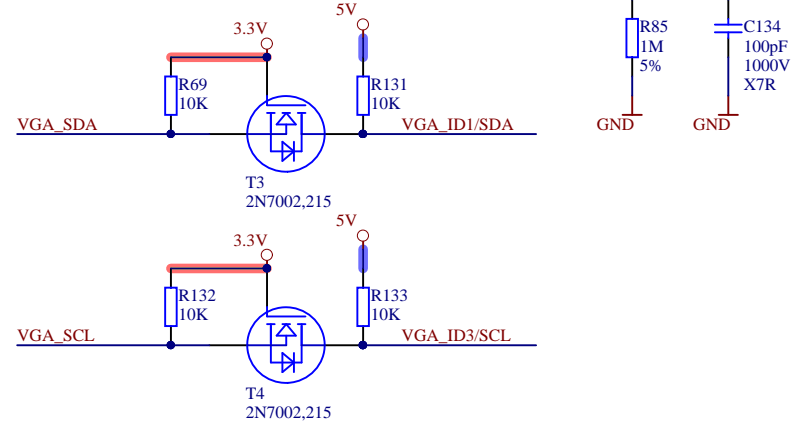 5V
3.3V
R69
10K
R131
10K
VGA_SDA
VGA_ID1/SDA
T3
2N7002,215
R85
1M
5%
C134
100pF
1000V
X7R
GND
GND
5V
3.3V
R132
10K
R133
10K
VGA_SCL
VGA_ID3/SCL
T4
2N7002,215